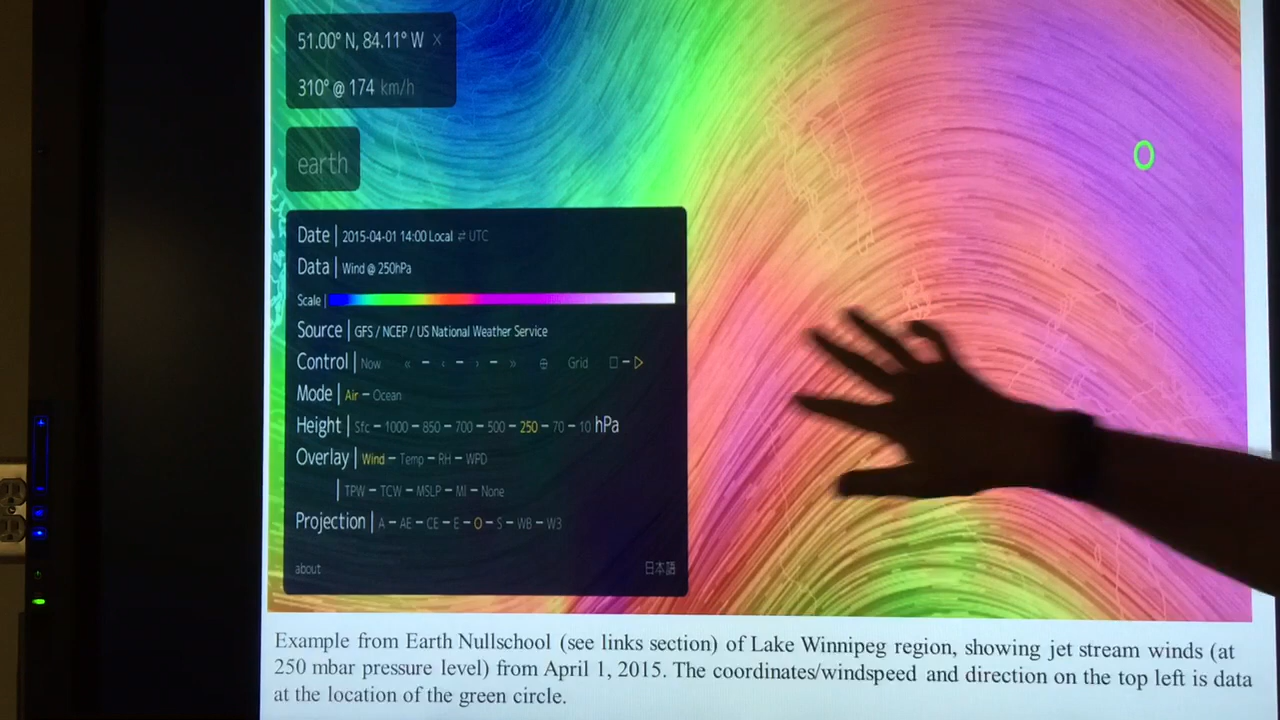 51.00° N, 84.11° W ×
310° @ 174 km/h
earth
Date | 2015-04-01 14:00 Local ⇄ UTC
Data | Wind @ 250hPa
Scale |
Source | GFS / NCEP / US National Weather Service
Control | Now « – ‹ – › – » ⊕ Grid □ – ▷
Mode | Air – Ocean
Height | Sfc – 1000 – 850 – 700 – 500 – 250 – 70 – 10 hPa
Overlay | Wind – Temp – RH – WPD
| TPW – TCW – MSLP – MI – None
Projection | A – AE – CE – E – O – S – WB – W3
about 日本語
Example from Earth Nullschool (see links section) of Lake Winnipeg region, showing jet stream winds (at
250 mbar pressure level) from April 1, 2015. The coordinates/windspeed and direction on the top left is data
at the location of the green circle.